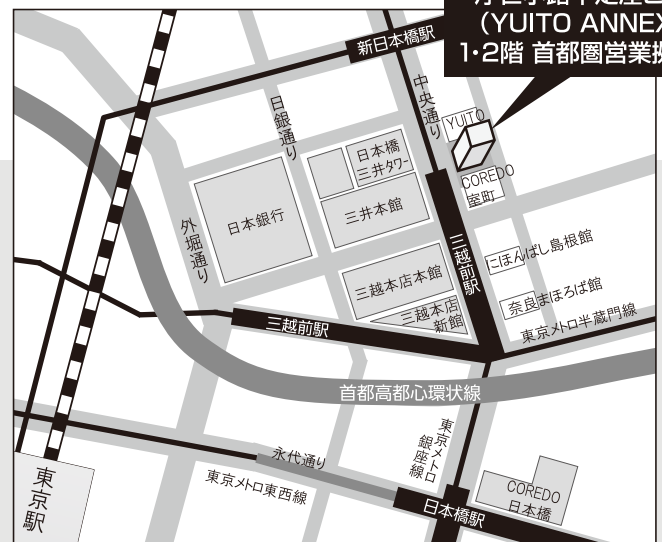 (YUITO ANNEX
1・2階 首都圏営業拠
新日本橋駅
中央通り
YUITO
日銀通り
日本橋
三井タワー
COREDO
室町
日本銀行
三井本館
外堀通り
三越前駅
にほんばし島根館
三越本店本館
奈良まほろば館
三越本店
新館
三越前駅
東京メトロ半蔵門線
首都高都心環状線
東京メトロ
銀座線
永代通り
東京メトロ東西線
東京駅
COREDO
日本橋
日本橋駅